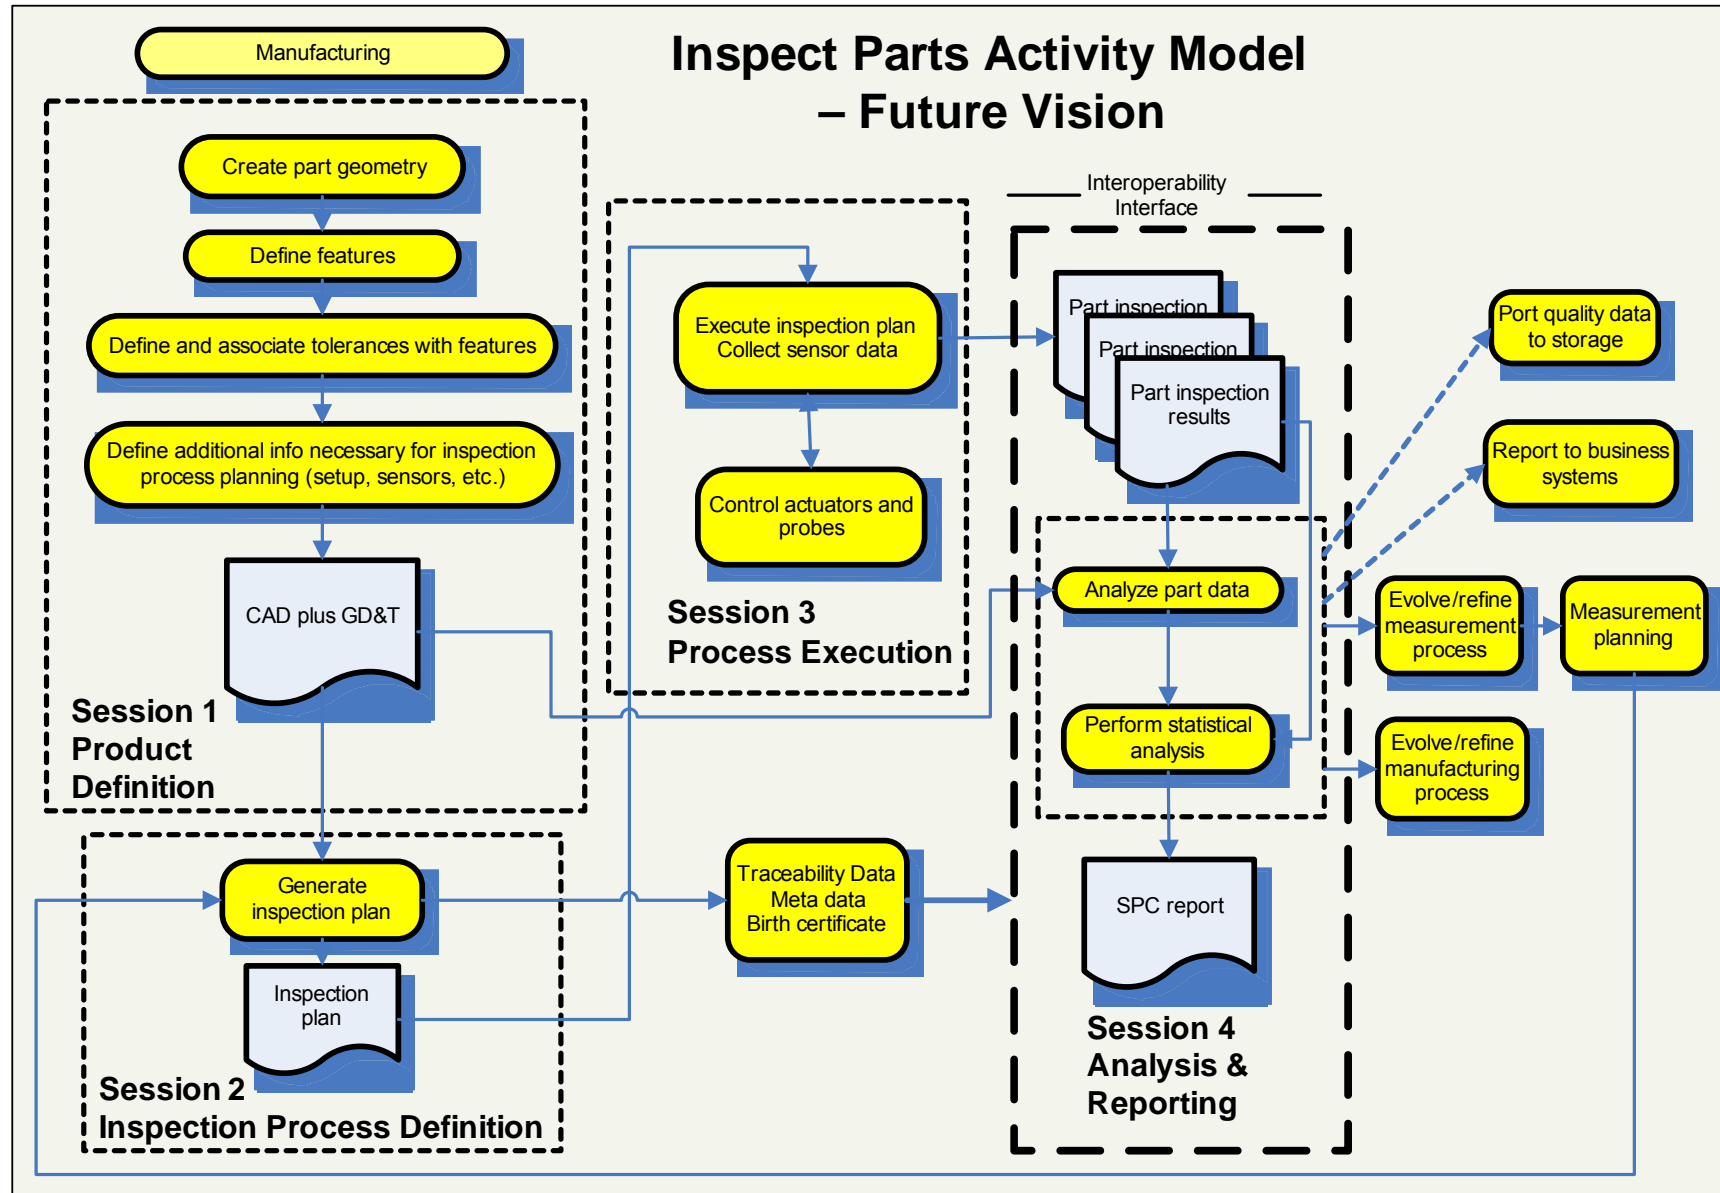 Inspect Parts Activity Model
– Future Vision
Manufacturing
Create part geometry
Define features
Define and associate tolerances with features
Define additional info necessary for inspection
process planning (setup, sensors, etc.)
CAD plus GD&T
Session 1
Product
Definition
Generate
inspection plan
Inspection
plan
Session 2
Inspection Process Definition
Execute inspection plan
Collect sensor data
Control actuators and
probes
Session 3
Process Execution
Traceability Data
Meta data
Birth certificate
Interoperability
Interface
Part inspection
Part inspection
Part inspection
results
Analyze part data
Perform statistical
analysis
SPC report
Session 4
Analysis &
Reporting
Port quality data
to storage
Report to business
systems
Evolve/refine
measurement
process
Measurement
planning
Evolve/refine
manufacturing
process